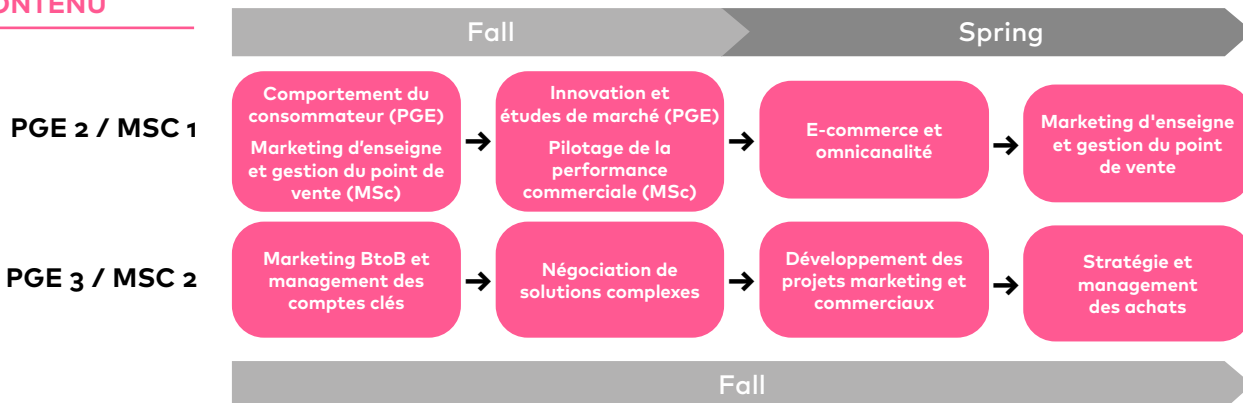 ONTENU
Fall
Spring
PGE 2 / MSC 1
Comportement du
consommateur (PGE)
Marketing d'enseigne
et gestion du point de
vente (MSc)
Innovation et
études de marché (PGE)
Pilotage de la
performance
commerciale (MSc)
E-commerce et
omnicanalité
Marketing d'enseigne
et gestion du point
de vente
PGE 3 / MSC 2
Marketing BtoB et
management des
comptes clés
Négociation de
solutions complexes
Développement des
projets marketing et
commerciaux
Stratégie et
management
des achats
Fall